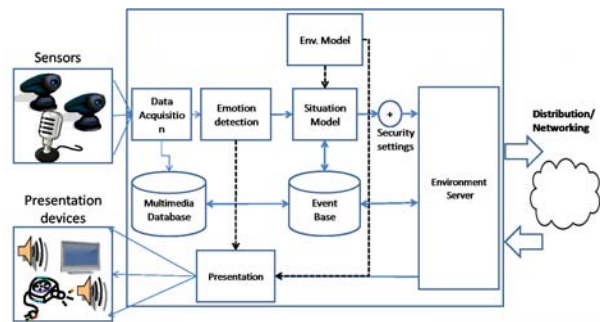 Sensors
Env. Model
Data
Acquisitio
n
Emotion
detection
Situation
Model
+
Security
settings
Distribution/
Networking
Environment
Server
Presentation
devices
Multimedia
Database
Event
Base
Presentation